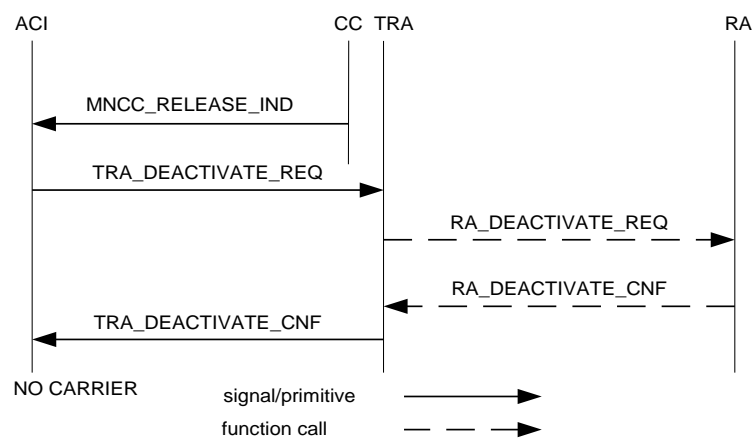 ACI CC TRA RA
MNCC_RELEASE_IND
TRA_DEACTIVATE_REQ
RA_DEACTIVATE_REQ
RA_DEACTIVATE_CNF
TRA_DEACTIVATE_CNF
NO CARRIER
signal/primitive
function call